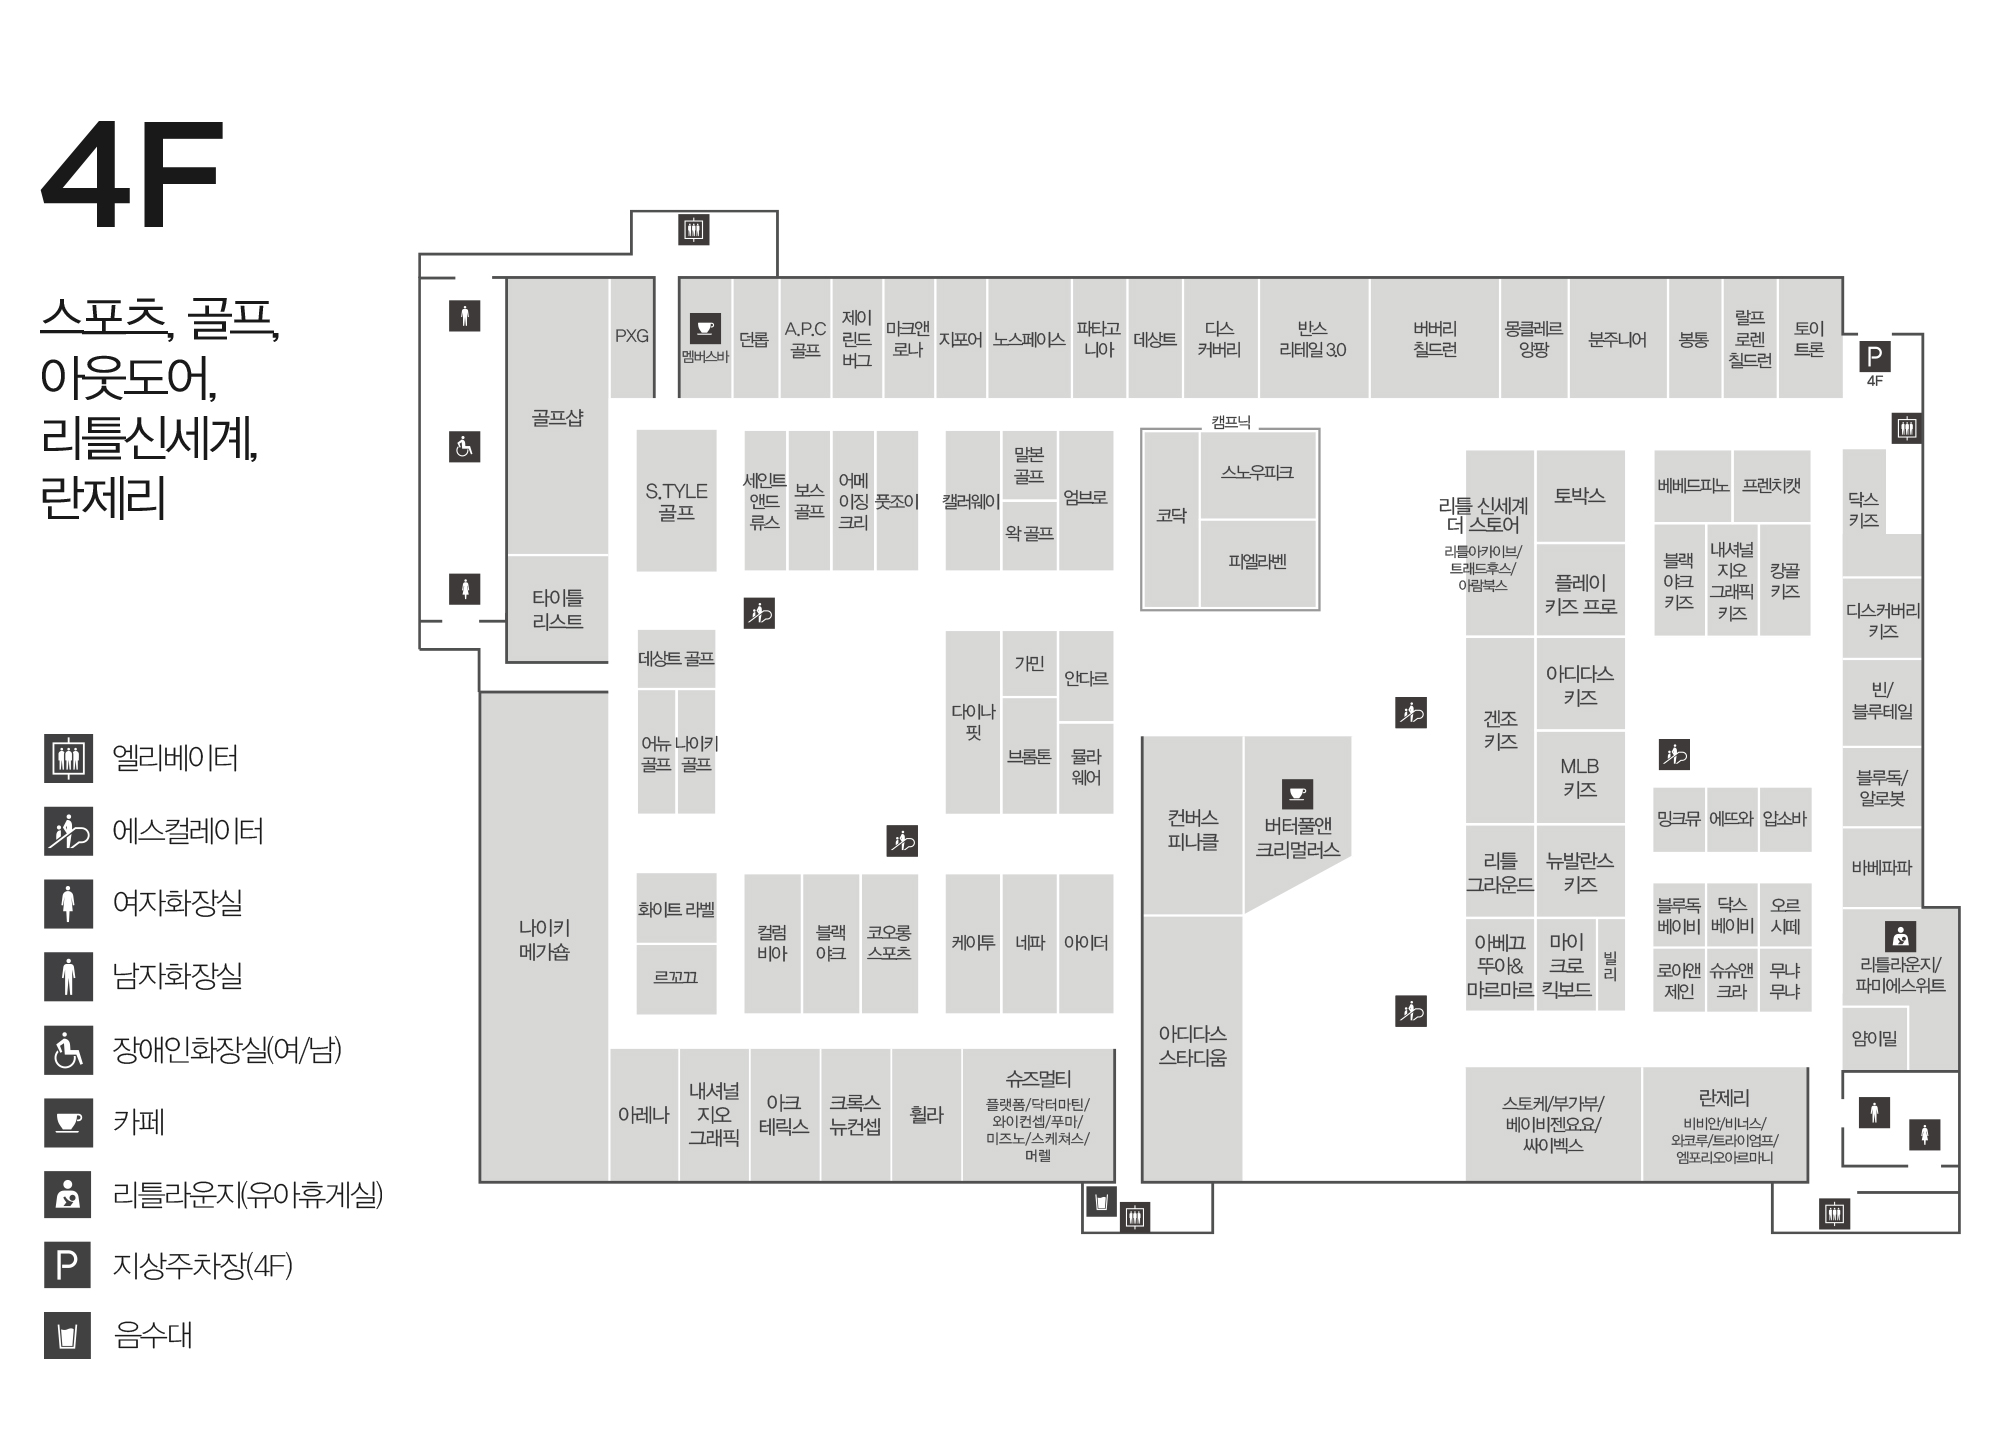 4F
스포츠, 골프,
아웃도어,
리틀신세계,
란제리
엘리베이터
에스컬레이터
여자화장실
남자화장실
장애인화장실(여/남)
카페
리틀라운지(유아휴게실)
P
지상주차장(4F)
음수대
골프샵
PXG
멤버스바
던롭
A.P.C
골프
제이
린드
버그
마크앤
로나
지포어
노스페이스
파타고
니아
데상트
디스
커버리
반스
리테일 3.0
버버리
칠드런
몽클레르
앙팡
분주니어
봉통
랄프
로렌
칠드런
토이
트론
P
4F
타이틀
리스트
S.TYLE
골프
세인트
앤드
류스
보스
골프
어메
이징
크리
풋조이
캘러웨이
말본
골프
왁 골프
엄브로
캠프닉
코닥
스노우피크
피엘라벤
리틀 신세계
더 스토어
리틀아카이브/
트래드후스/
아람북스
토박스
플레이
키즈 프로
베베드피노
프렌치캣
블랙
야크
키즈
내셔널
지오
그래픽
키즈
캉골
키즈
닥스
키즈
디스커버리
키즈
데상트 골프
어뉴
골프
나이키
골프
다이나
핏
가민
브롬톤
안다르
뮬라
웨어
겐조
키즈
아디다스
키즈
MLB
키즈
빈/
블루테일
블루독/
알로봇
바베파파
컨버스
피나클
버터풀앤
크리멀러스
리틀
그라운드
뉴발란스
키즈
밍크뮤
에뜨와
압소바
나이키
메가숍
화이트 라벨
르꼬끄
컬럼
비아
블랙
야크
코오롱
스포츠
케이투
네파
아이더
아디다스
스타디움
아베끄
뚜아&
마르마르
마이
크로
킥보드
빌
리
블루독
베이비
닥스
베이비
오르
시떼
로아앤
제인
슈슈앤
크라
무냐
무냐
리틀라운지/
파미에스위트
얌이밀
아레나
내셔널
지오
그래픽
아크
테릭스
크록스
뉴컨셉
휠라
슈즈멀티
플랫폼/닥터마틴/
와이컨셉/푸마/
미즈노/스케쳐스/
머렐
스토케/부가부/
베이비젠요요/
싸이벡스
란제리
비비안/비너스/
와코루/트라이엄프/
엠포리오아르마니